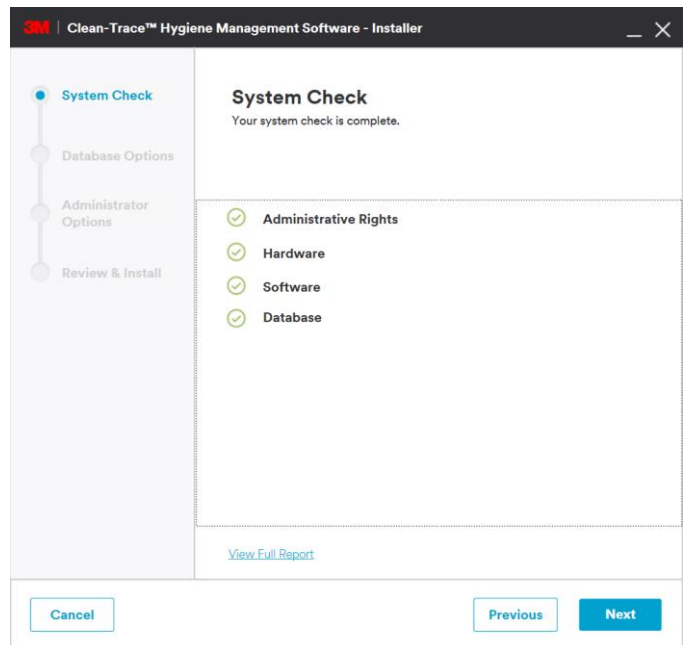 3M | Clean-Trace™ Hygiene Management Software - Installer
System Check
Database Options
Administrator
Options
Review & Install
System Check
Your system check is complete.
Administrative Rights
Hardware
Software
Database
View Full Report
Cancel
Previous
Next